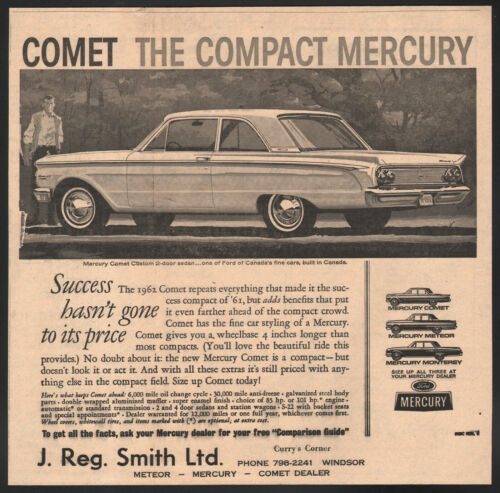 COMET THE COMPACT MERCURY
Mercury Comet Custom 2-door sedan...one of Ford of Canada's fine cars, built in Canada.
Success
hasn't gone
to its price
The 1962 Comet repeats everything that made it the suc-
cess compact of '61, but adds benefits that put
it even farther ahead of the compact crowd.
Comet has the fine car styling of a Mercury.
Comet gives you a wheelbase 4 inches longer than
most compacts. (You'll love the beautiful ride this
provides.) No doubt about it: the new Mercury Comet is a compact—but
doesn't look it or act it. And with all these extras it's still priced with any-
thing else in the compact field. Size up Comet today!
Here's what keeps Comet ahead: 6,000 mile oil change cycle - 30,000 mile anti-freeze - galvanized steel body
parts - double wrapped aluminized muffler - super enamel finish - choice of 85 hp. or 101 hp.* engine -
automatic* or standard transmission - 2 and 4 door sedans and station wagons - S-22 with bucket seats
and special appointments* - Dealer warranted for 12,000 miles or one full year, whichever comes first.
Wheel covers, whitewall tires, and items marked with (*) are optional, at extra cost.
To get all the facts, ask your Mercury dealer for your free "Comparison Guide"
MERCURY COMET
MERCURY METEOR
MERCURY MONTEREY
SIZE UP ALL THREE AT
YOUR MERCURY DEALER
Ford
MERCURY
Curry's Corner
J. Reg. Smith Ltd. PHONE 798-2241 WINDSOR
METEOR - MERCURY - COMET DEALER